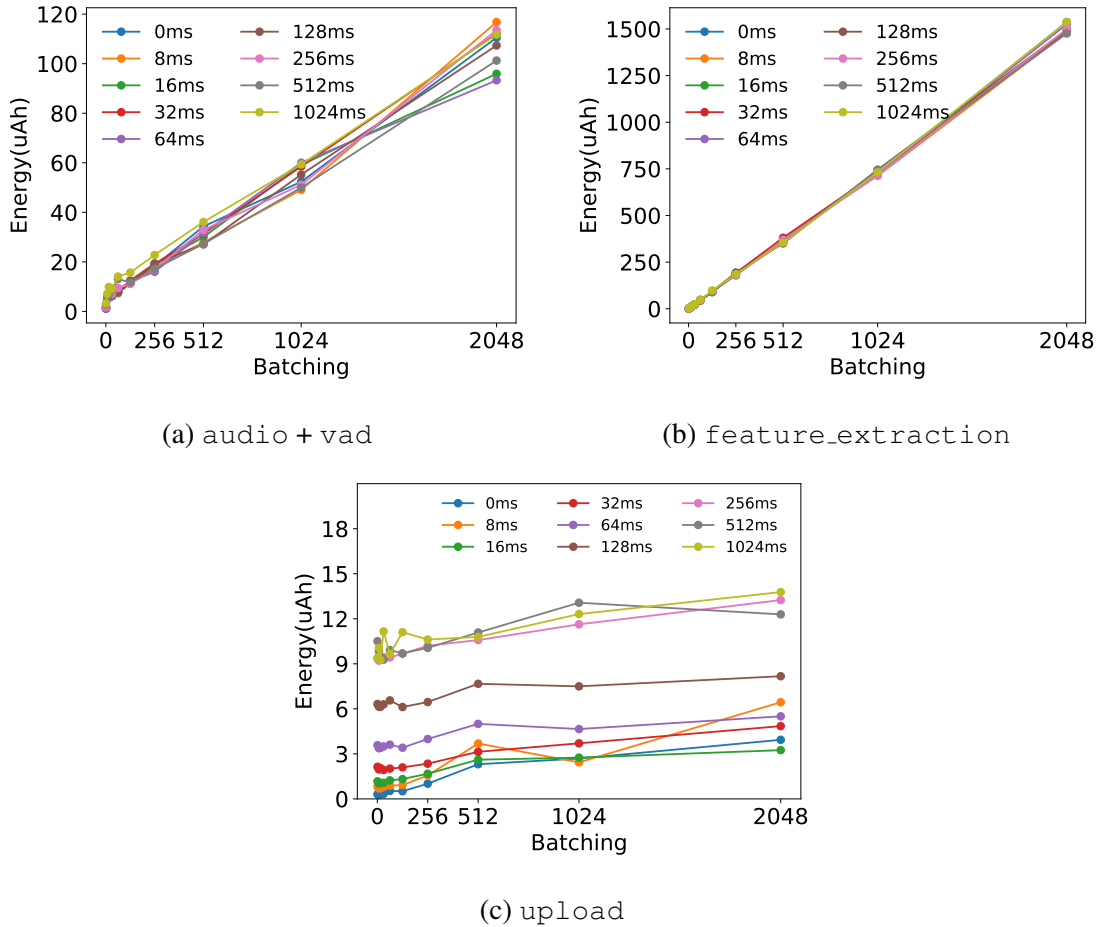 120
100
80
60
40
20
0
Energy(uAh)
0ms
8ms
16ms
32ms
64ms
128ms
256ms
512ms
1024ms
0 256 512 1024 2048
Batching
(a) audio + vad
1500
1250
1000
750
500
250
0
Energy(uAh)
0ms
8ms
16ms
32ms
64ms
128ms
256ms
512ms
1024ms
0 256 512 1024 2048
Batching
(b) feature_extraction
18
15
12
9
6
3
0
Energy(uAh)
0ms
8ms
16ms
32ms
64ms
128ms
256ms
512ms
1024ms
0 256 512 1024 2048
Batching
(c) upload